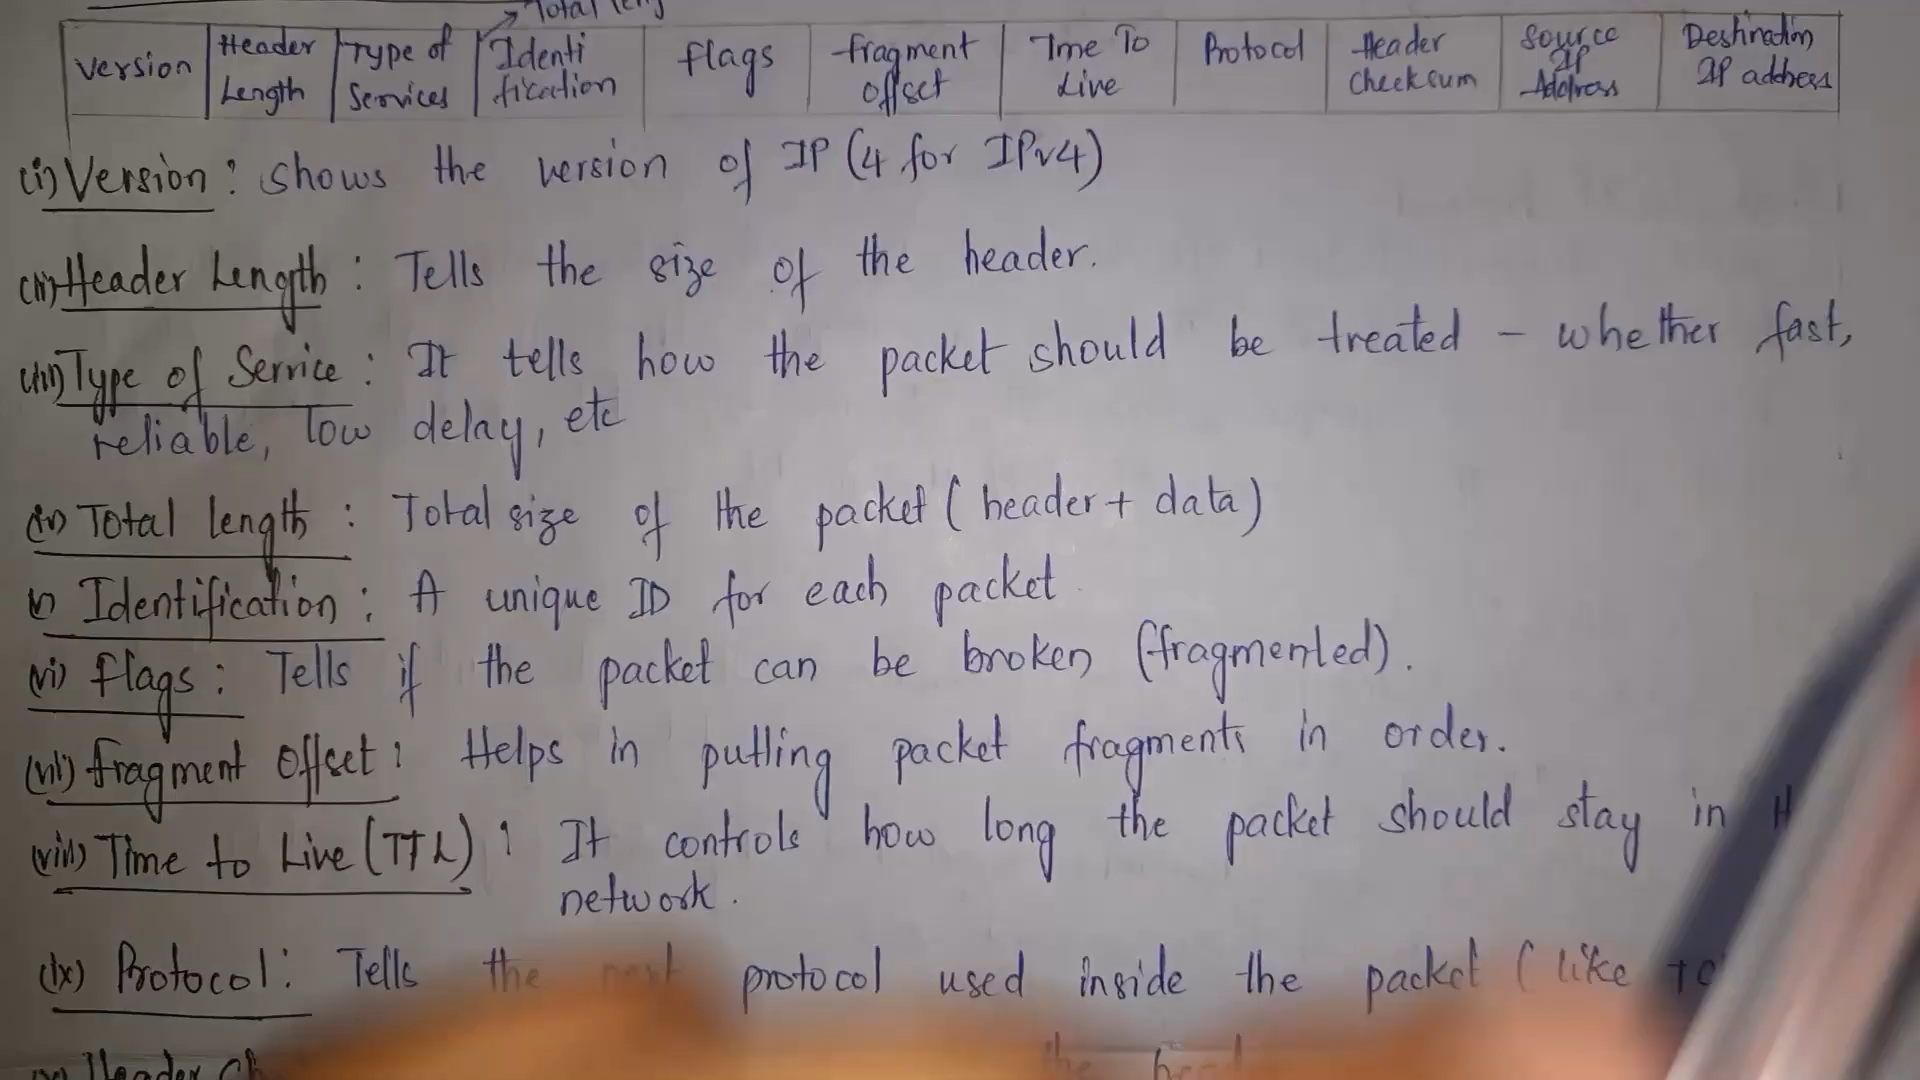 Total leng
Version | Header Length | Type of Services | Identi fication | flags | fragment offset | Time To Live | Protocol | Header Checksum | Source IP Address | Destination IP address
(i) Version : shows the version of IP (4 for IPv4)
(ii) Header Length : Tells the size of the header.
(iii) Type of Service : It tells how the packet should be treated - whether fast,
reliable, low delay, etc
(iv) Total length : Total size of the packet ( header + data)
v) Identification : A unique ID for each packet
(vi) flags : Tells if the packet can be broken (fragmented).
(vii) fragment Offset : Helps in putting packet fragments in order.
(viii) Time to Live (TTL) : It controls how long the packet should stay in
network.
(ix) Protocol : Tells the next protocol used inside the packet ( like
Header